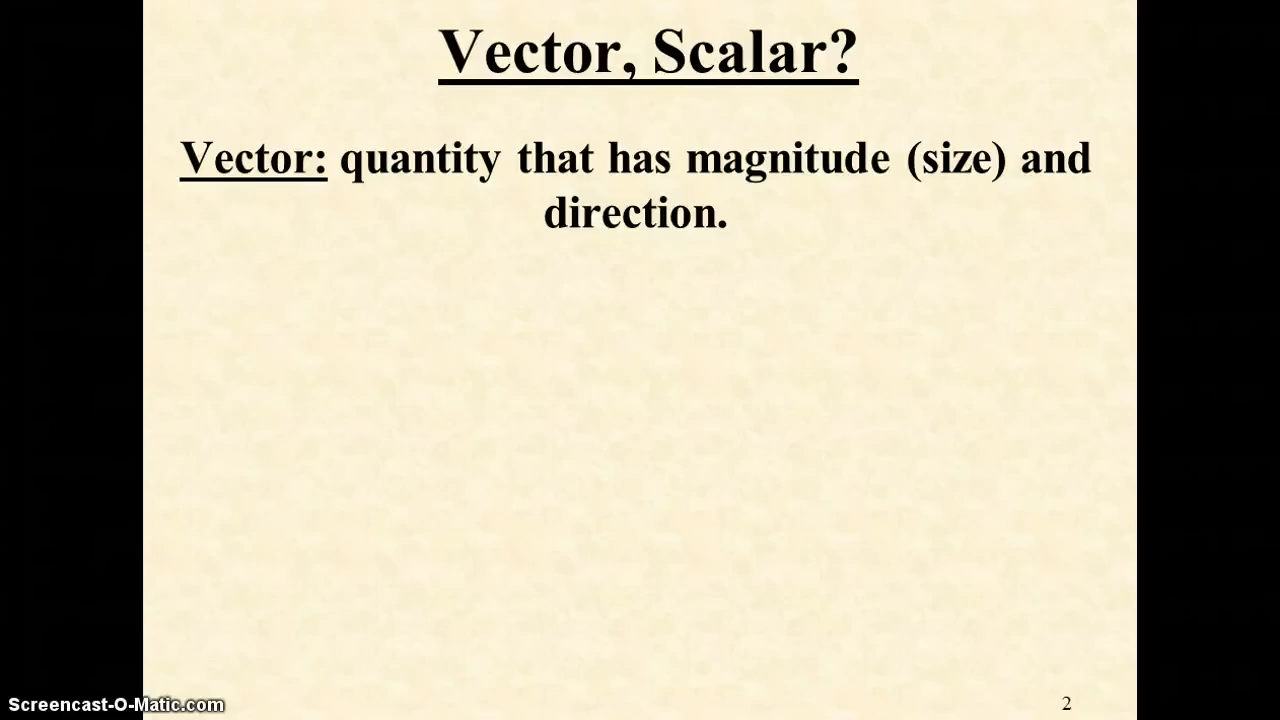 Vector, Scalar?
Vector: quantity that has magnitude (size) and
direction.
Screencast-O-Matic.com
2